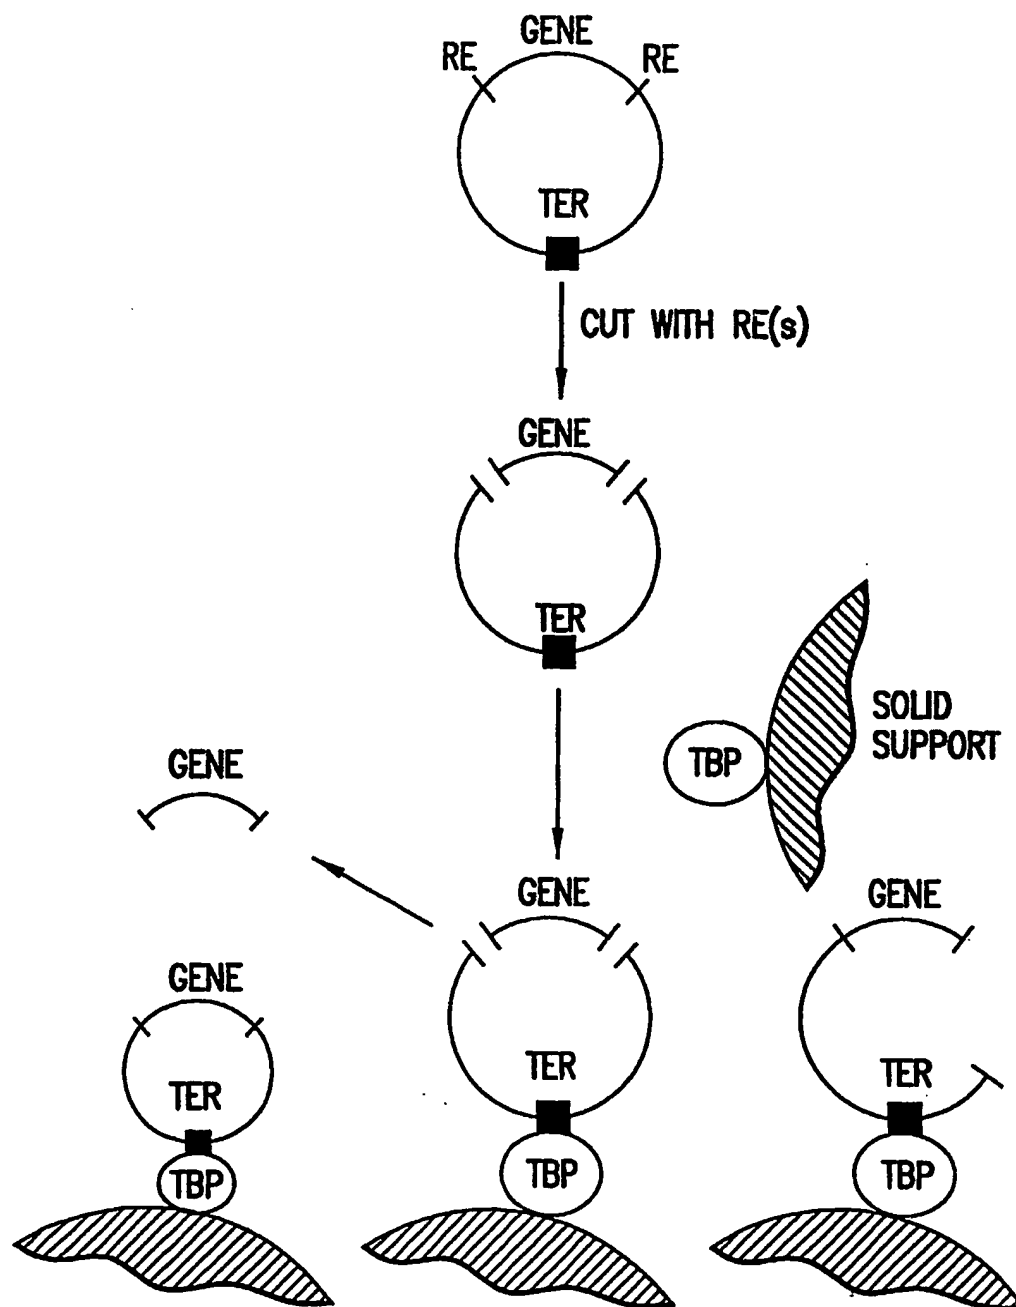 GENE
RE
RE
TER
CUT WITH RE(s)
GENE
TER
SOLID
SUPPORT
TBP
GENE
GENE
GENE
GENE
TER
TER
TER
TBP
TBP
TBP